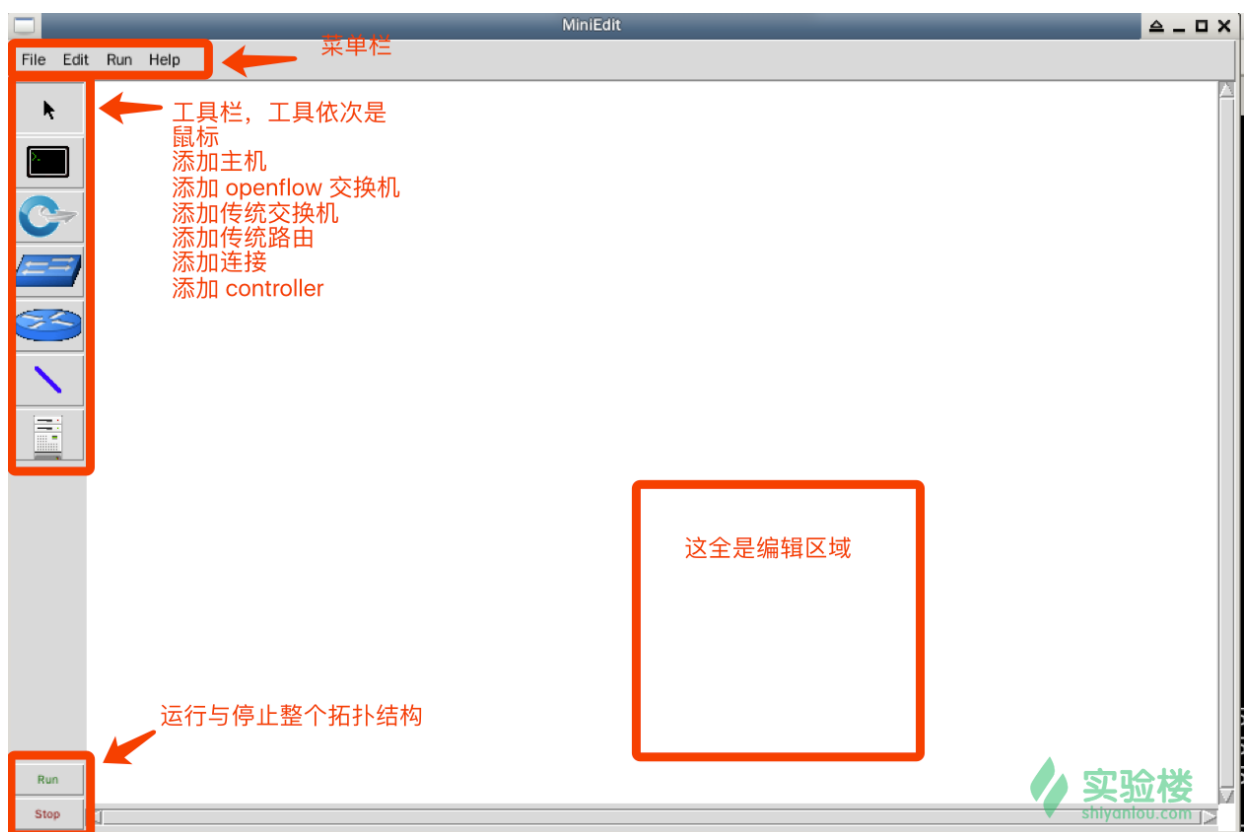 MiniEdit
File Edit Run Help
菜单栏
工具栏，工具依次是
鼠标
添加主机
添加 openflow 交换机
添加传统交换机
添加传统路由
添加连接
添加 controller
这全是编辑区域
运行与停止整个拓扑结构
Run
Stop
实验楼
shiyanlou.com